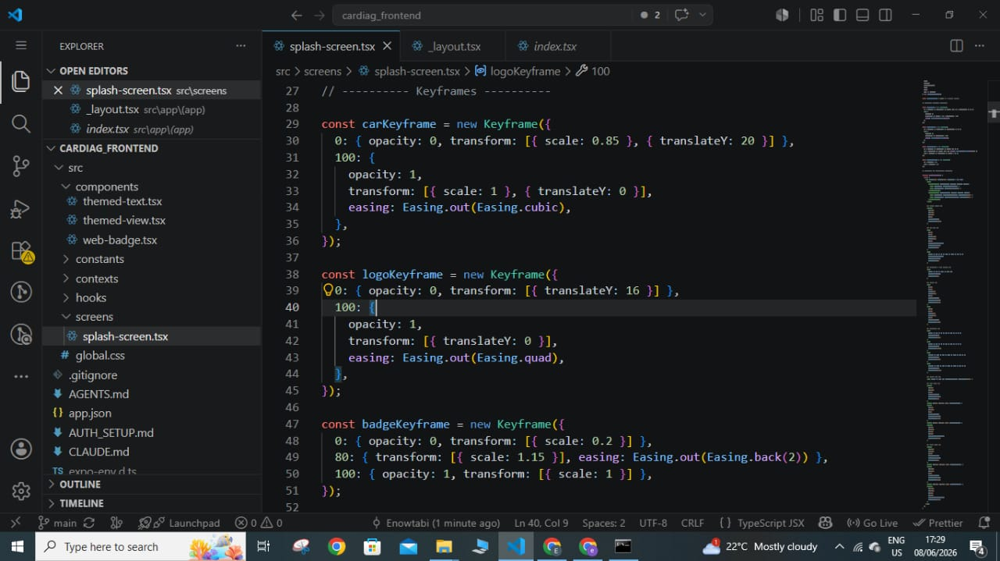 cardiag_frontend
2
EXPLORER
OPEN EDITORS
splash-screen.tsx src\screens
_layout.tsx src\app\(app)
index.tsx src\app\(app)
CARDIAG_FRONTEND
src
components
themed-text.tsx
themed-view.tsx
web-badge.tsx
constants
contexts
hooks
screens
splash-screen.tsx
# global.css
.gitignore
AGENTS.md
{} app.json
AUTH_SETUP.md
CLAUDE.md
TS expo-env.d.ts
OUTLINE
TIMELINE
splash-screen.tsx
_layout.tsx
index.tsx
src > screens > splash-screen.tsx > logoKeyframe > 100
27 // ---------- Keyframes ----------
28
29 const carKeyframe = new Keyframe({
30 0: { opacity: 0, transform: [{ scale: 0.85 }, { translateY: 20 }] },
31 100: {
32 opacity: 1,
33 transform: [{ scale: 1 }, { translateY: 0 }],
34 easing: Easing.out(Easing.cubic),
35 },
36 });
37
38 const logoKeyframe = new Keyframe({
39 0: { opacity: 0, transform: [{ translateY: 16 }] },
40 100: {
41 opacity: 1,
42 transform: [{ translateY: 0 }],
43 easing: Easing.out(Easing.quad),
44 },
45 });
46
47 const badgeKeyframe = new Keyframe({
48 0: { opacity: 0, transform: [{ scale: 0.2 }] },
49 80: { transform: [{ scale: 1.15 }], easing: Easing.out(Easing.back(2)) },
50 100: { opacity: 1, transform: [{ scale: 1 }] },
51 });
52
main
Launchpad
0
0
Enowtabi (1 minute ago)
Ln 40, Col 9
Spaces: 2
UTF-8
CRLF
{ } TypeScript JSX
Go Live
Prettier
Type here to search
22°C Mostly cloudy
ENG
US
17:29
08/06/2026
4